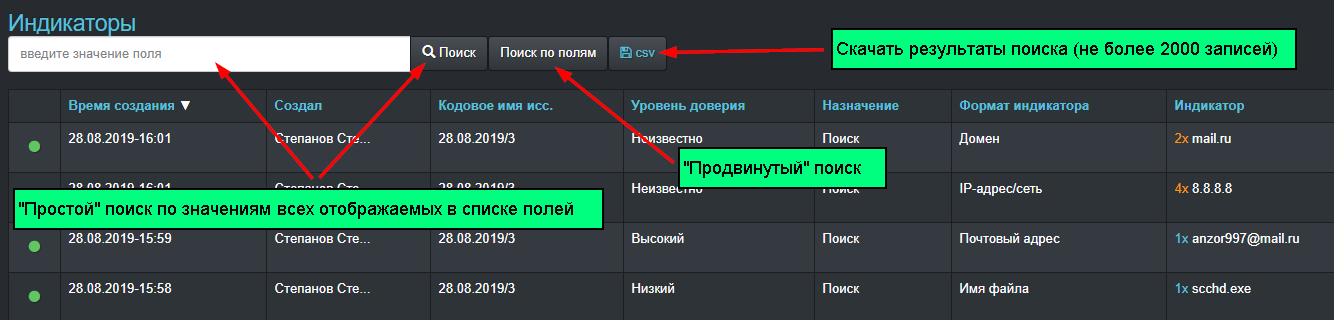 Индикаторы
введите значение поля
Поиск
Поиск по полям
csv
Скачать результаты поиска (не более 2000 записей)
Время создания ▼ Создал Кодовое имя исс. Уровень доверия Назначение Формат индикатора Индикатор
28.08.2019-16:01 Степанов Сте... 28.08.2019/3 Неизвестно Поиск Домен 2x mail.ru
"Продвинутый" поиск
28.08.2019-16:01 Степанов Сте... 28.08.2019/3 Неизвестно IP-адрес/сеть 4x 8.8.8.8
"Простой" поиск по значениям всех отображаемых в списке полей
28.08.2019-15:59 Степанов Сте... 28.08.2019/3 Высокий Поиск Почтовый адрес 1x anzor997@mail.ru
28.08.2019-15:58 Степанов Сте... 28.08.2019/3 Низкий Поиск Имя файла 1x scchd.exe